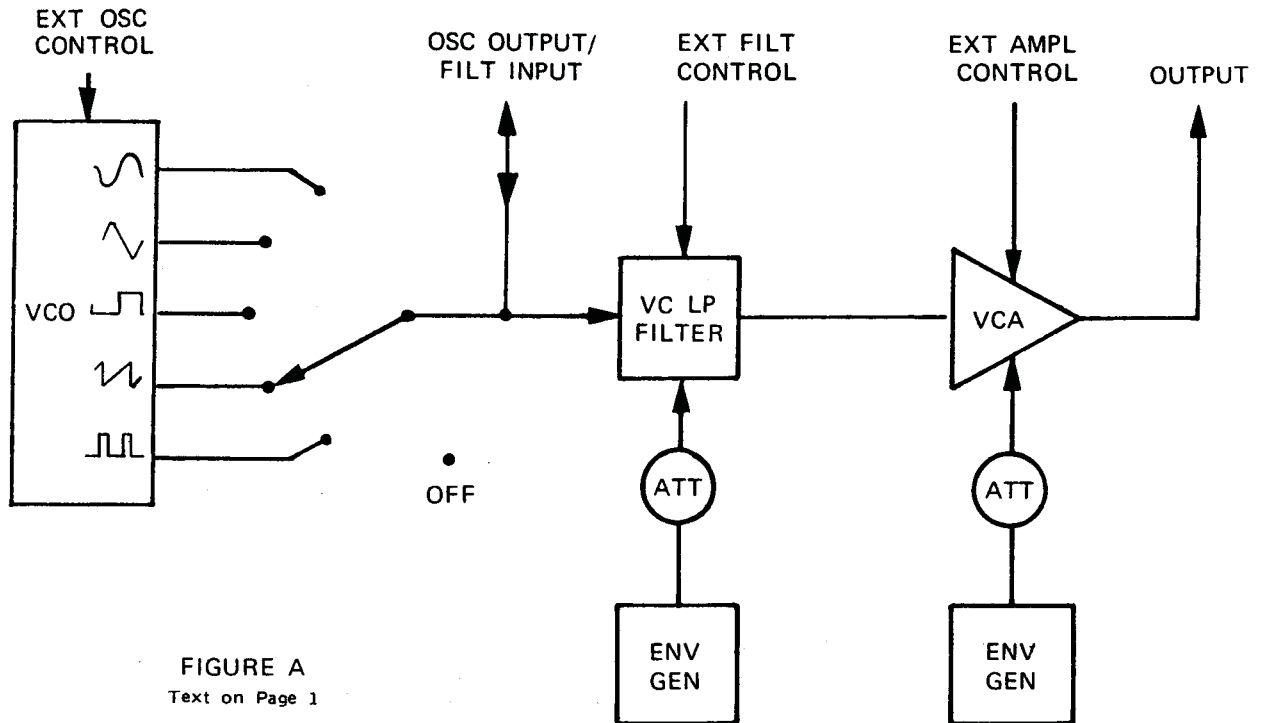 EXT OSC
CONTROL
OSC OUTPUT/
FILT INPUT
EXT FILT
CONTROL
EXT AMPL
CONTROL
OUTPUT
VCO
VC LP
FILTER
VCA
OFF
ATT
ATT
ENV
GEN
ENV
GEN
FIGURE A
Text on Page 1